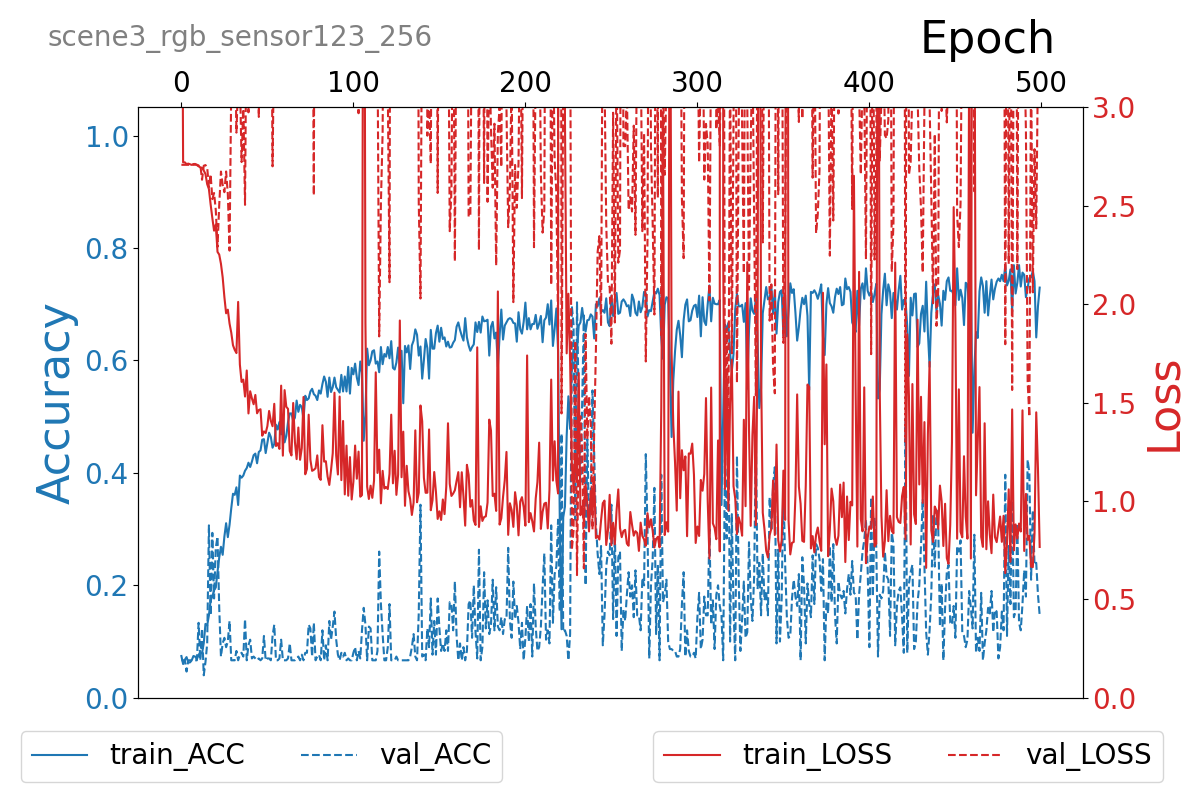 scene3_rgb_sensor123_256
Epoch
0 100 200 300 400 500
1.0
0.8
0.6
0.4
0.2
0.0
Accuracy
3.0
2.5
2.0
1.5
1.0
0.5
0.0
Loss
train_ACC val_ACC
train_LOSS val_LOSS